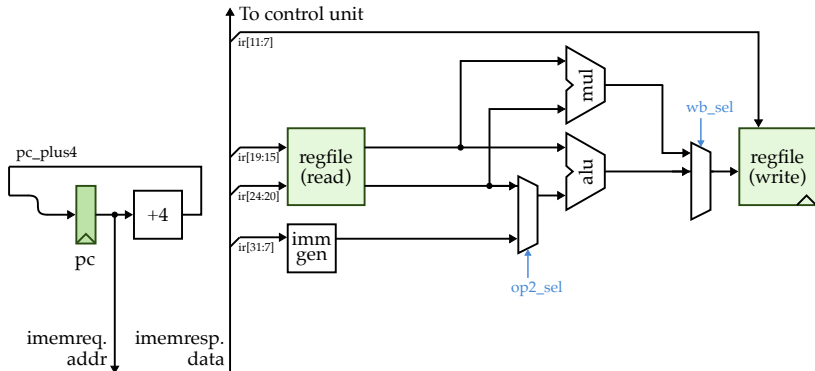 To control unit
ir[11:7]
mul
wb_sel
pc_plus4
ir[19:15]
regfile
(read)
alu
regfile
(write)
ir[24:20]
+4
ir[31:7]
imm
gen
pc
op2_sel
imemreq.
addr
imemresp.
data